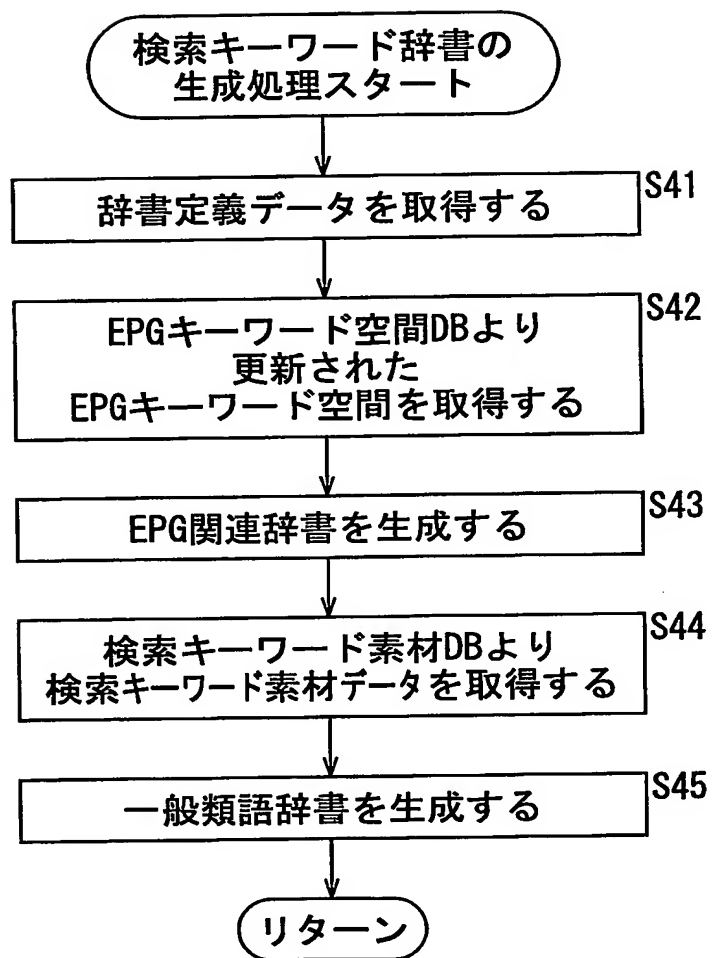 検索キーワード辞書の
生成処理スタート
S41
辞書定義データを取得する
S42
EPGキーワード空間DBより
更新された
EPGキーワード空間を取得する
S43
EPG関連辞書を生成する
S44
検索キーワード素材DBより
検索キーワード素材データを取得する
S45
一般類語辞書を生成する
リターン